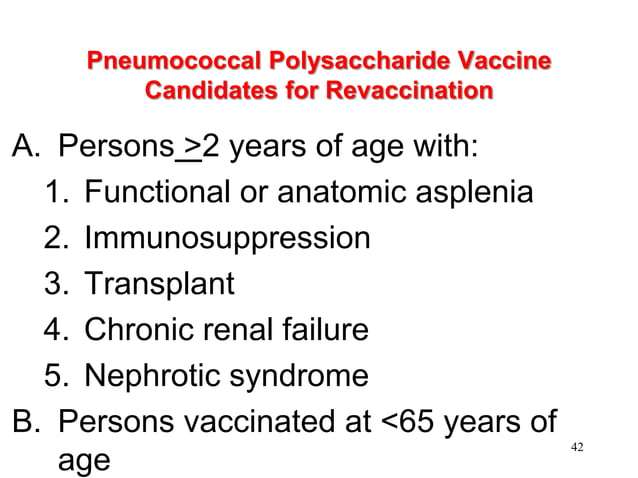 Pneumococcal Polysaccharide Vaccine
Candidates for Revaccination
A. Persons >2 years of age with:
1. Functional or anatomic asplenia
2. Immunosuppression
3. Transplant
4. Chronic renal failure
5. Nephrotic syndrome
B. Persons vaccinated at <65 years of
age
42